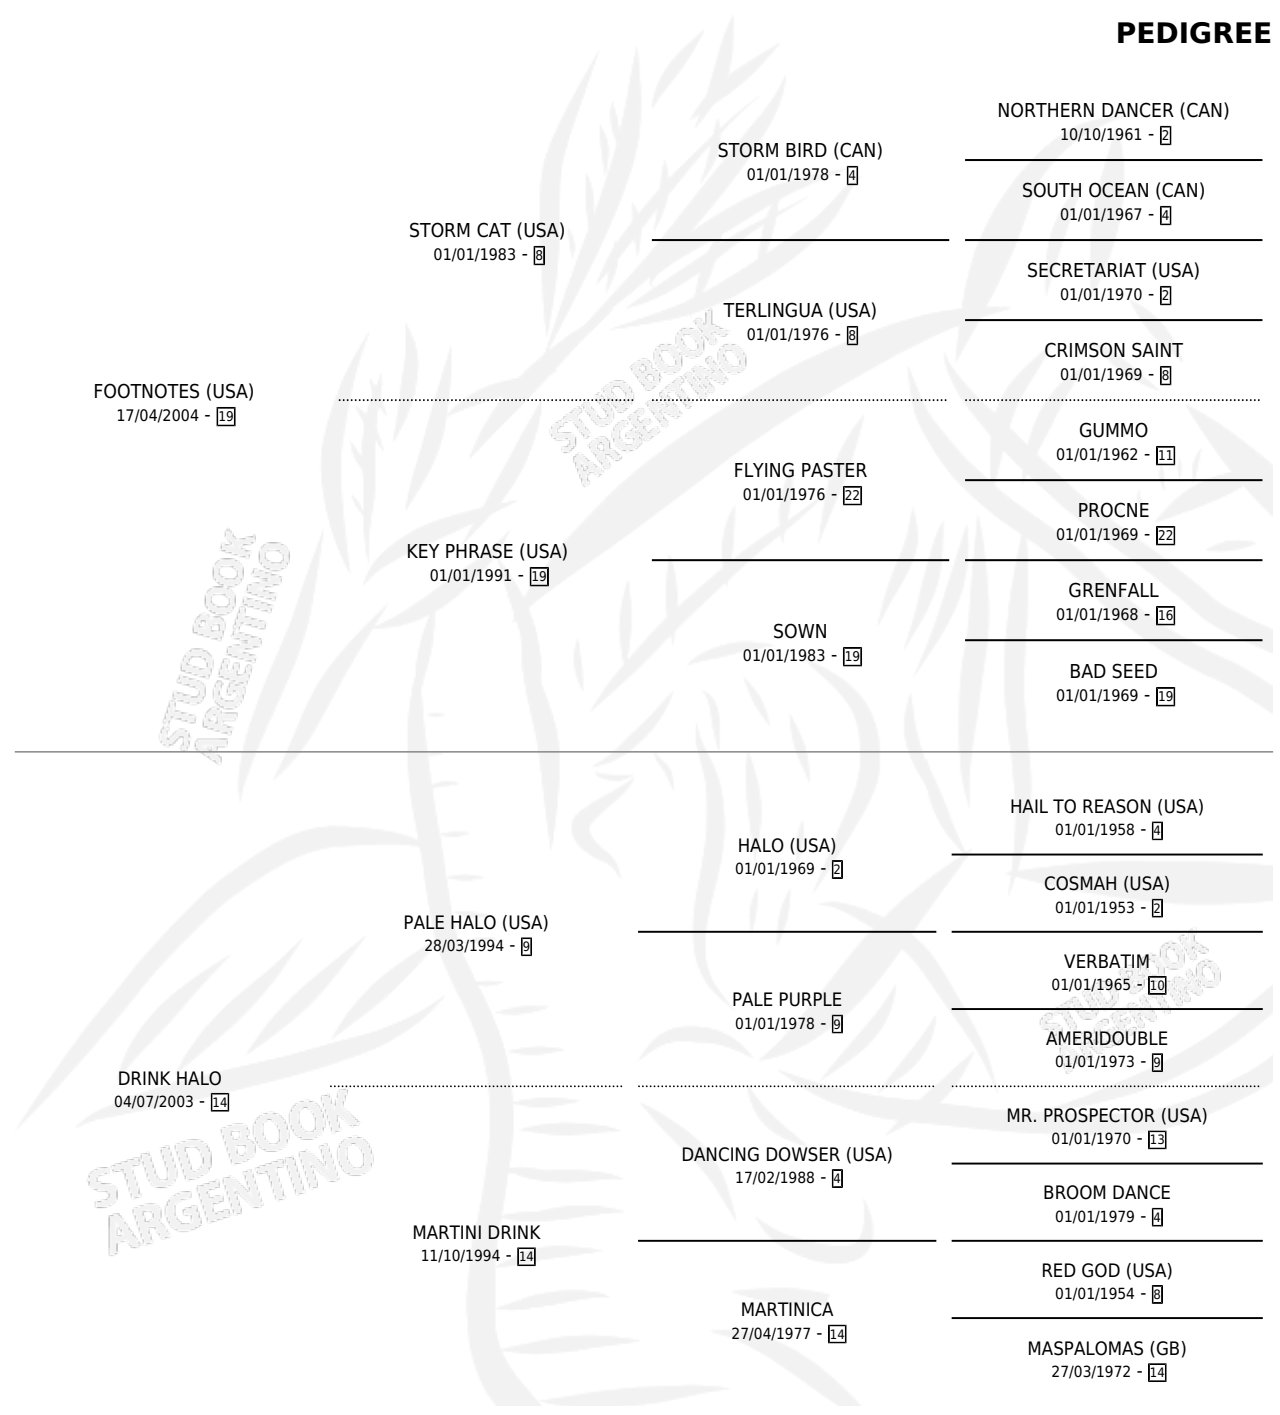 PEDIGREE
NORTHERN DANCER (CAN)
10/10/1961 - 2
STORM BIRD (CAN)
01/01/1978 - 4
SOUTH OCEAN (CAN)
01/01/1967 - 4
STORM CAT (USA)
01/01/1983 - 8
SECRETARIAT (USA)
01/01/1970 - 2
TERLINGUA (USA)
01/01/1976 - 8
CRIMSON SAINT
01/01/1969 - 8
FOOTNOTES (USA)
17/04/2004 - 19
GUMMO
01/01/1962 - 11
FLYING PASTER
01/01/1976 - 22
PROCNE
01/01/1969 - 22
KEY PHRASE (USA)
01/01/1991 - 19
GRENFALL
01/01/1968 - 16
SOWN
01/01/1983 - 19
BAD SEED
01/01/1969 - 19
HAIL TO REASON (USA)
01/01/1958 - 4
HALO (USA)
01/01/1969 - 2
COSMAH (USA)
01/01/1953 - 2
PALE HALO (USA)
28/03/1994 - 9
VERBATIM
01/01/1965 - 10
PALE PURPLE
01/01/1978 - 9
AMERIDOUBLE
01/01/1973 - 9
DRINK HALO
04/07/2003 - 14
MR. PROSPECTOR (USA)
01/01/1970 - 13
DANCING DOWSER (USA)
17/02/1988 - 4
BROOM DANCE
01/01/1979 - 4
MARTINI DRINK
11/10/1994 - 14
RED GOD (USA)
01/01/1954 - 8
MARTINICA
27/04/1977 - 14
MASPALOMAS (GB)
27/03/1972 - 14
STUD BOOK
ARGENTINO
STUD BOOK
ARGENTINO
STUD BOOK
ARGENTINO
STUD BOOK
ARGENTINO